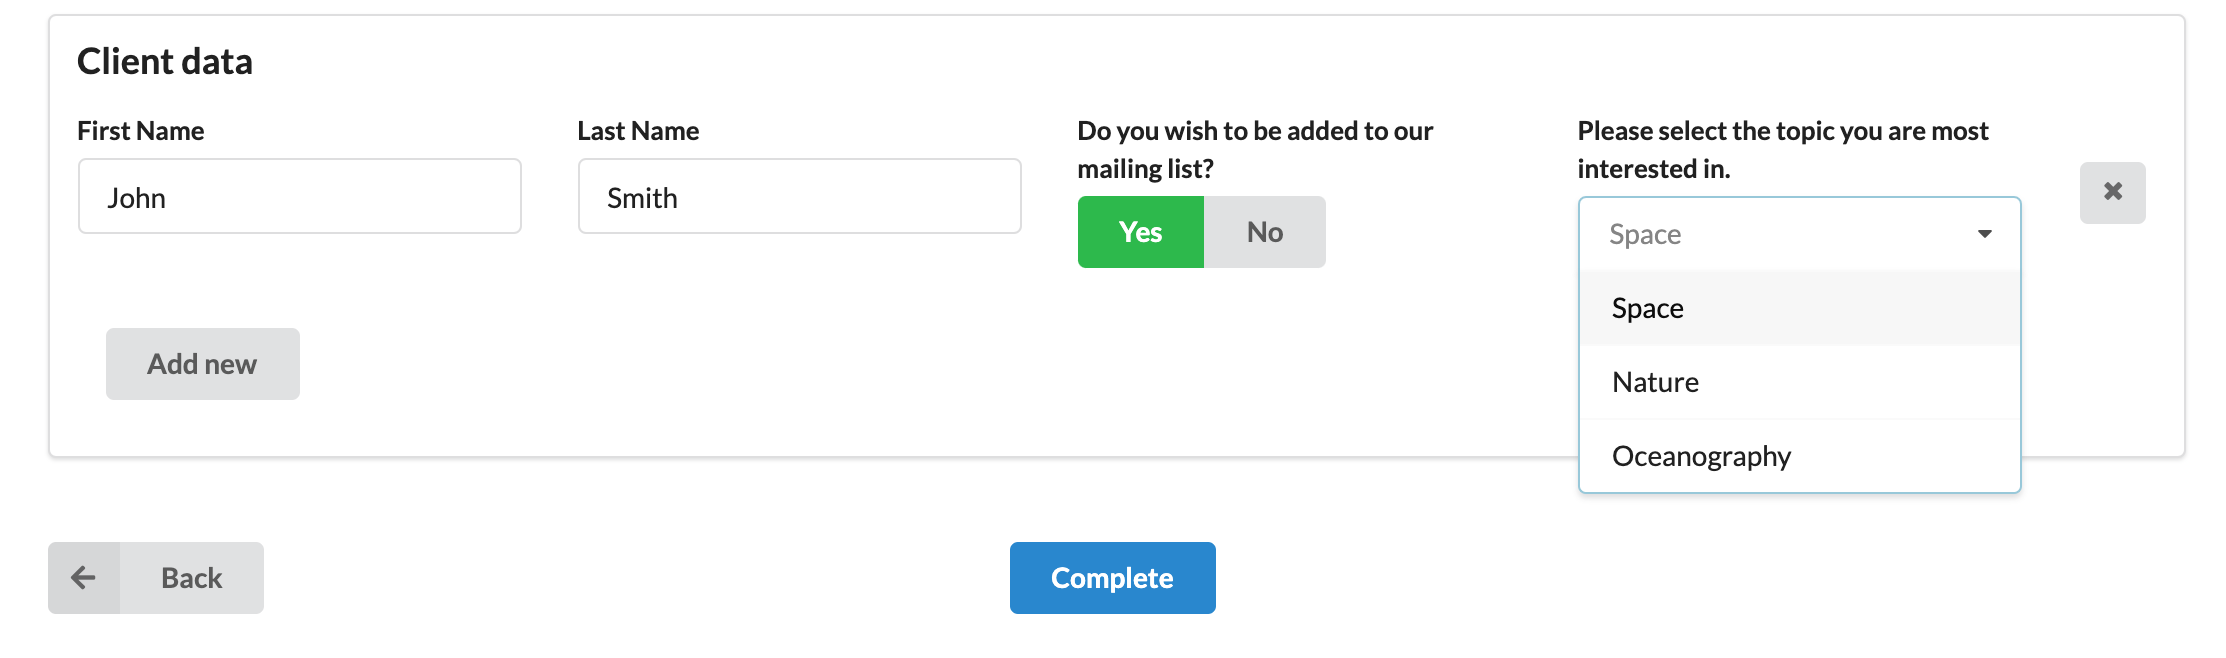 Client data
First Name
John
Last Name
Smith
Do you wish to be added to our
mailing list?
Yes No
Please select the topic you are most
interested in.
Space
Space
Nature
Oceanography
Add new
Back
Complete